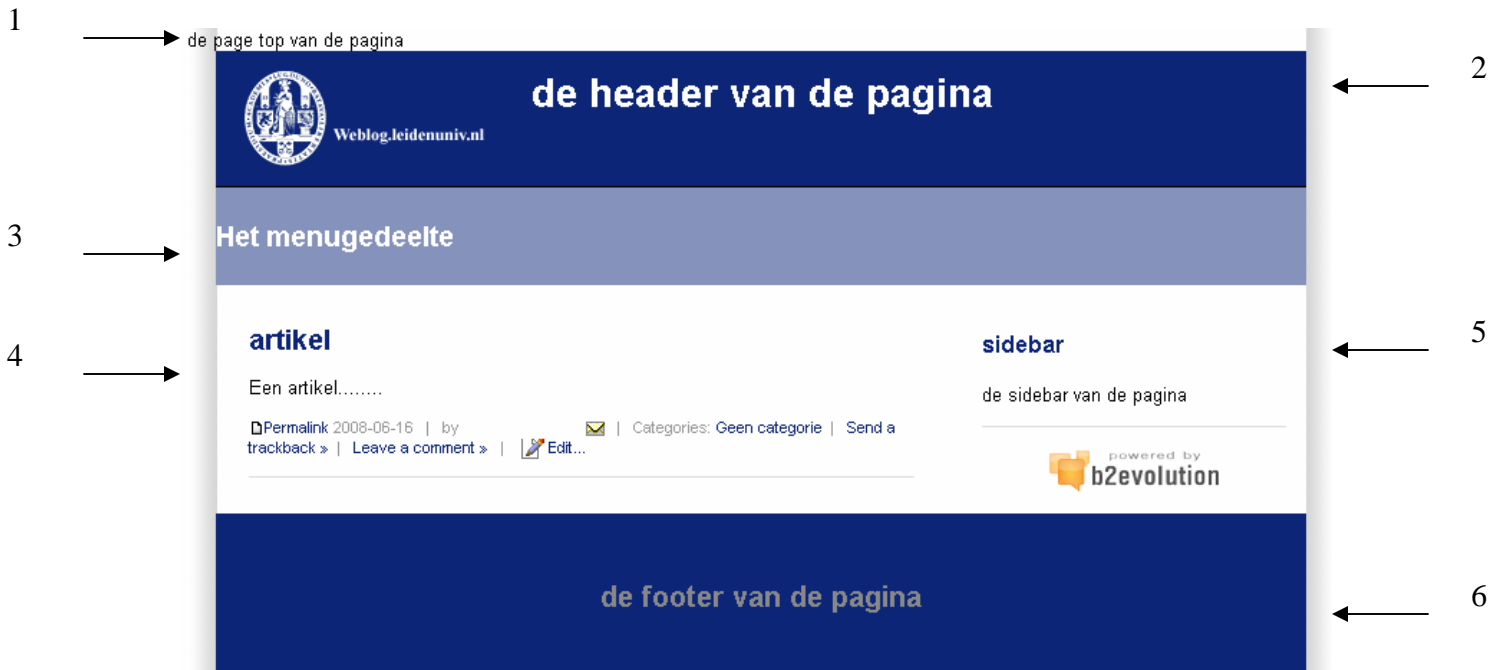 1
de page top van de pagina
2
de header van de pagina
Weblog.leidenuniv.nl
3
Het menugedeelte
4
artikel
Een artikel........
Permalink 2008-06-16 | by | Categories: Geen categorie | Send a
trackback » | Leave a comment » | Edit...
5
sidebar
de sidebar van de pagina
powered by
b2evolution
6
de footer van de pagina